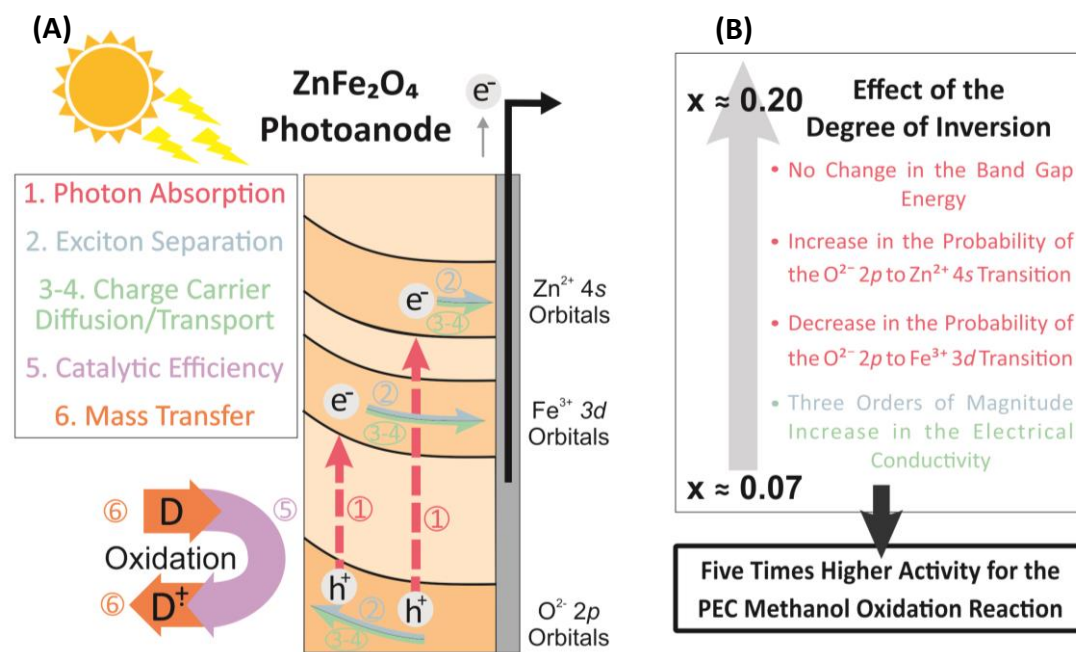 (A)
ZnFe₂O₄
Photoanode
e⁻
1. Photon Absorption
2. Exciton Separation
3-4. Charge Carrier
Diffusion/Transport
5. Catalytic Efficiency
6. Mass Transfer
②
e⁻
3-4
Zn²⁺ 4s
Orbitals
e⁻
②
3-4
Fe³⁺ 3d
Orbitals
①
①
⑥
D
⑤
Oxidation
⑥
D⁺̇
h⁺
h⁺
②
3-4
O²⁻ 2p
Orbitals
(B)
x ≈ 0.20
Effect of the
Degree of Inversion
• No Change in the Band Gap
Energy
• Increase in the Probability of
the O²⁻ 2p to Zn²⁺ 4s Transition
• Decrease in the Probability of
the O²⁻ 2p to Fe³⁺ 3d Transition
• Three Orders of Magnitude
Increase in the Electrical
Conductivity
x ≈ 0.07
Five Times Higher Activity for the
PEC Methanol Oxidation Reaction